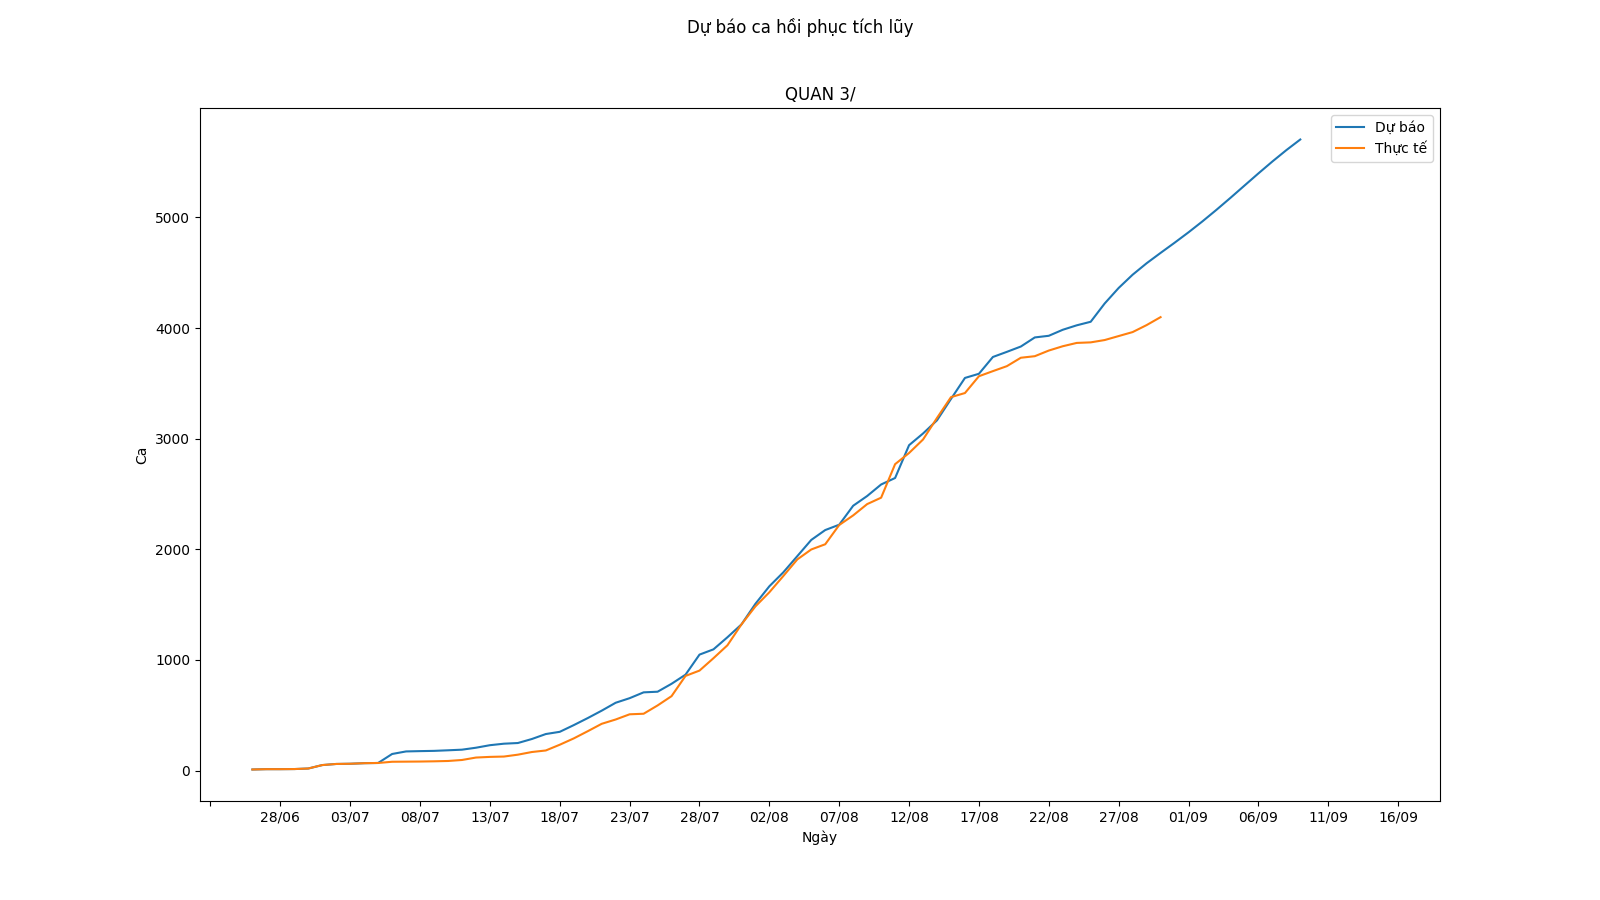 Dự báo ca hồi phục tích lũy
QUAN 3/
Dự báo
Thực tế
5000
4000
3000
2000
1000
0
Ca
28/06 03/07 08/07 13/07 18/07 23/07 28/07 02/08 07/08 12/08 17/08 22/08 27/08 01/09 06/09 11/09 16/09
Ngày